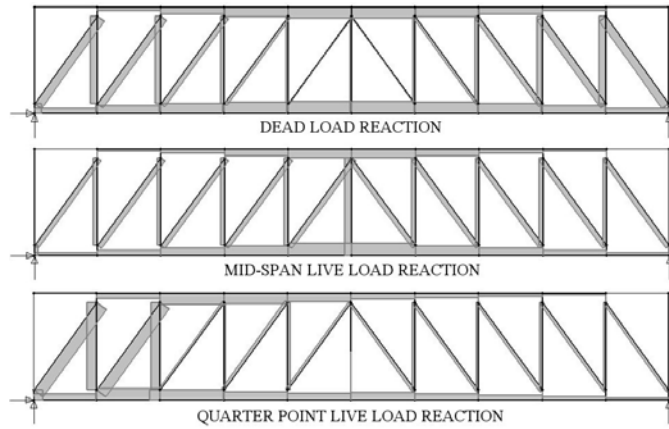 DEAD LOAD REACTION
MID-SPAN LIVE LOAD REACTION
QUARTER POINT LIVE LOAD REACTION